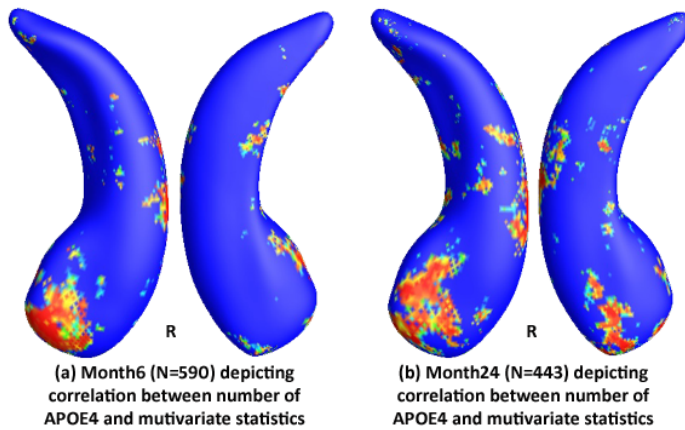 R
(a) Month6 (N=590) depicting
correlation between number of
APOE4 and mutivariate statistics
R
(b) Month24 (N=443) depicting
correlation between number of
APOE4 and mutivariate statistics